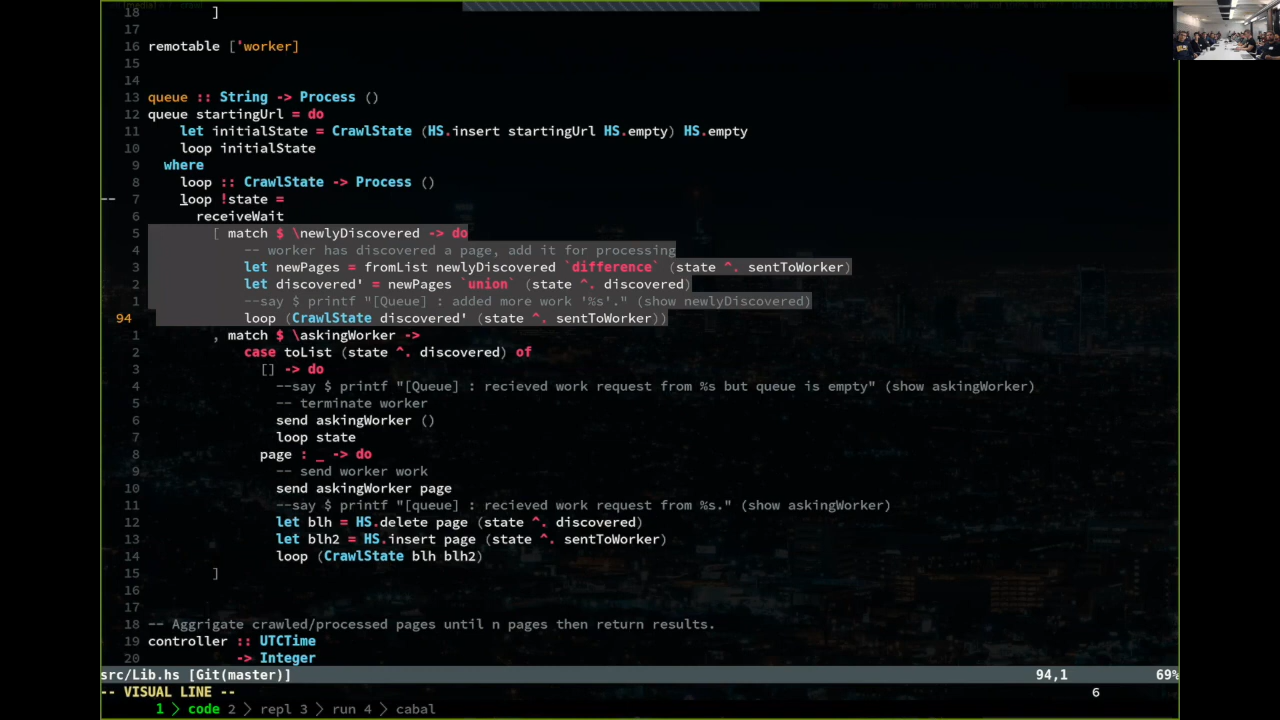 18         ]
17
16 remotable ['worker]
15
14
13 queue :: String -> Process ()
12 queue startingUrl = do
11     let initialState = CrawlState (HS.insert startingUrl HS.empty) HS.empty
10     loop initialState
9   where
8     loop :: CrawlState -> Process ()
-- 7     loop !state =
6       receiveWait
5         [ match $ \newlyDiscovered -> do
4             -- worker has discovered a page, add it for processing
3             let newPages = fromList newlyDiscovered `difference` (state ^. sentToWorker)
2             let discovered' = newPages `union` (state ^. discovered)
1             --say $ printf "[Queue] : added more work '%s'." (show newlyDiscovered)
94             loop (CrawlState discovered' (state ^. sentToWorker))
1         , match $ \askingWorker ->
2             case toList (state ^. discovered) of
3               [] -> do
4                 --say $ printf "[Queue] : recieved work request from %s but queue is empty" (show askingWorker)
5                 -- terminate worker
6                 send askingWorker ()
7                 loop state
8               page : _ -> do
9                 -- send worker work
10                 send askingWorker page
11                 --say $ printf "[queue] : recieved work request from %s." (show askingWorker)
12                 let blh = HS.delete page (state ^. discovered)
13                 let blh2 = HS.insert page (state ^. sentToWorker)
14                 loop (CrawlState blh blh2)
15         ]
16
17
18 -- Aggrigate crawled/processed pages until n pages then return results.
19 controller :: UTCTime
20            -> Integer
src/Lib.hs [Git(master)] 94,1 69%
-- VISUAL LINE -- 6
1 > code 2 > repl 3 > run 4 > cabal